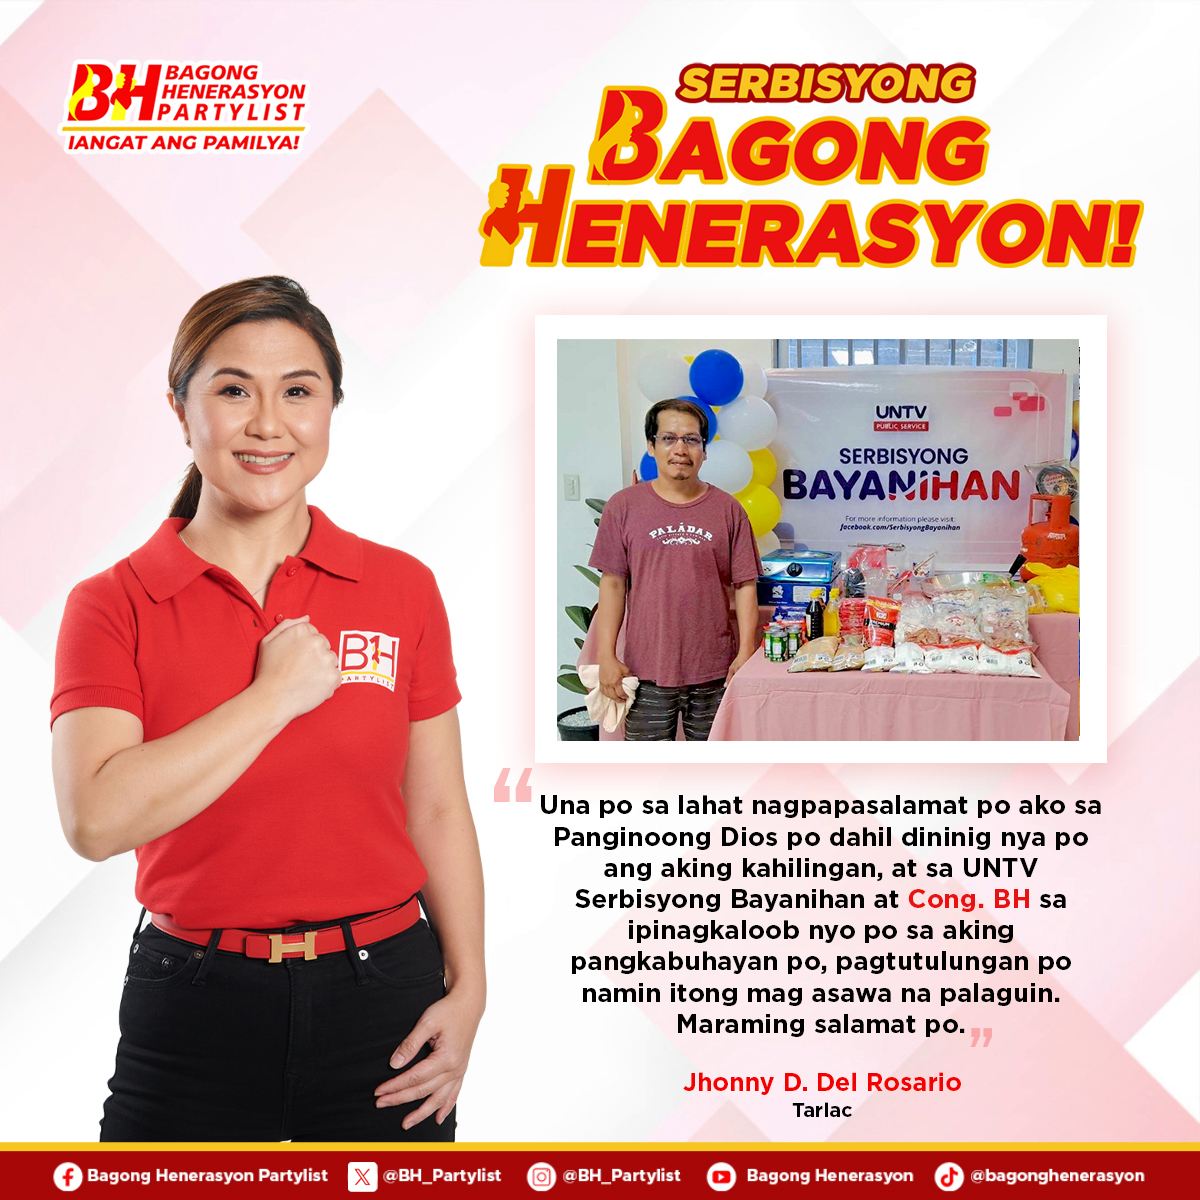 BH BAGONG
HENERASYON
PARTYLIST
IANGAT ANG PAMILYA!
SERBISYONG
BAGONG
HENERASYON!
BH
PARTYLIST
UNTV
PUBLIC SERVICE
SERBISYONG
BAYANIHAN
For more information please visit:
facebook.com/SerbisyongBayanihan
PALÁDAR
“Una po sa lahat nagpapasalamat po ako sa
Panginoong Dios po dahil dininig nya po
ang aking kahilingan, at sa UNTV
Serbisyong Bayanihan at Cong. BH sa
ipinagkaloob nyo po sa aking
pangkabuhayan po, pagtutulungan po
namin itong mag asawa na palaguin.
Maraming salamat po.”
Jhonny D. Del Rosario
Tarlac
Bagong Henerasyon Partylist @BH_Partylist @BH_Partylist Bagong Henerasyon @bagonghenerasyon